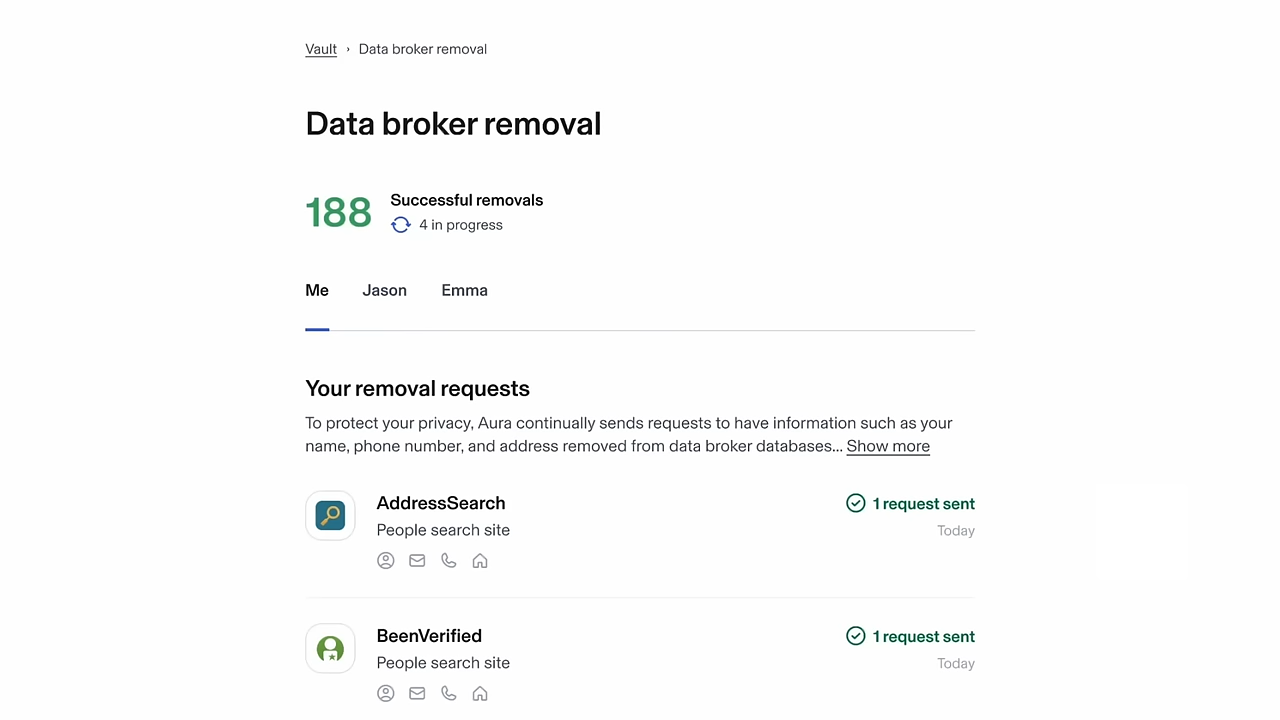 Vault › Data broker removal
Data broker removal
188
Successful removals
4 in progress
Me Jason Emma
Your removal requests
To protect your privacy, Aura continually sends requests to have information such as your
name, phone number, and address removed from data broker databases... Show more
AddressSearch
1 request sent
People search site
Today
BeenVerified
1 request sent
People search site
Today